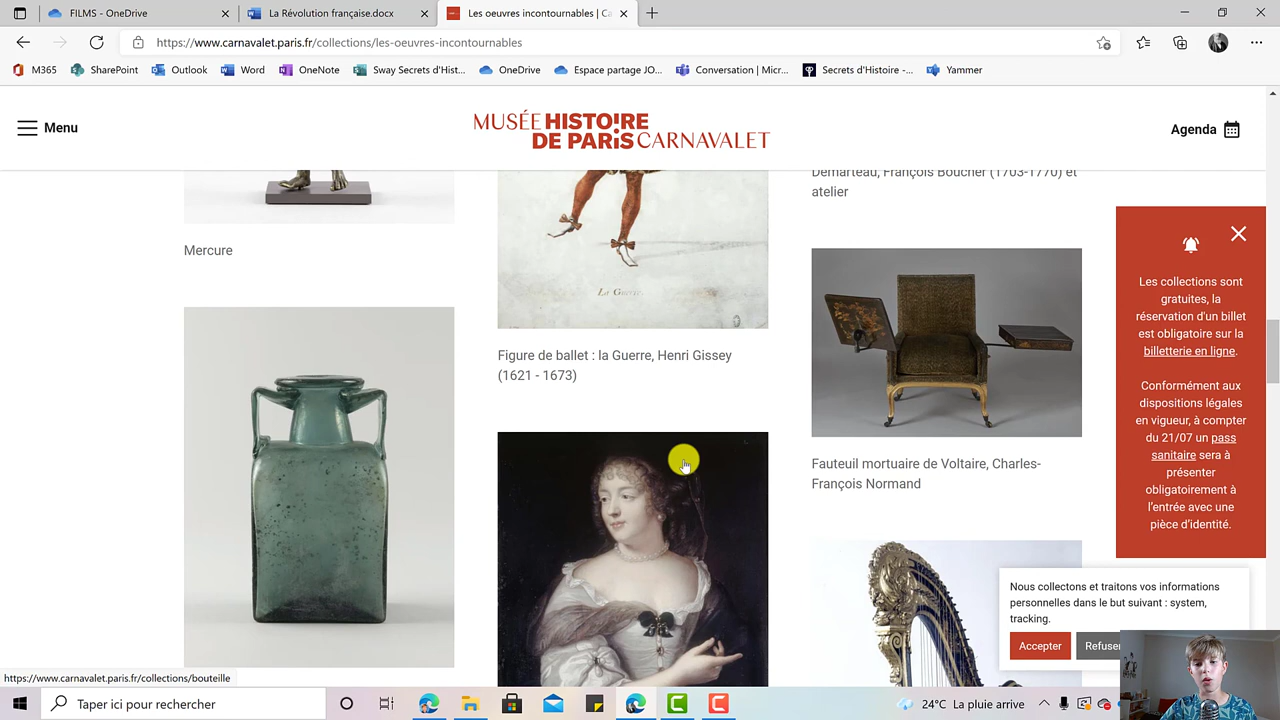 FILMS - OneDrive
La Révolution française.docx
Les oeuvres incontournables | Ca
https://www.carnavalet.paris.fr/collections/les-oeuvres-incontournables
M365
SharePoint
Outlook
Word
OneNote
Sway Secrets d'Hist...
OneDrive
Espace partage JO...
Conversation | Micr...
Secrets d'Histoire -...
Yammer
Menu
MUSÉE HISTOIRE
DE PARIS CARNAVALET
Agenda
Demarteau, François Boucher (1703-1770) et
atelier
Mercure
La Guerre.
Figure de ballet : la Guerre, Henri Gissey
(1621 - 1673)
Fauteuil mortuaire de Voltaire, Charles-
François Normand
Les collections sont
gratuites, la
réservation d'un billet
est obligatoire sur la
billetterie en ligne.
Conformément aux
dispositions légales
en vigueur, à compter
du 21/07 un pass
sanitaire sera à
présenter
obligatoirement à
l'entrée avec une
pièce d'identité.
Nous collectons et traitons vos informations
personnelles dans le but suivant : system,
tracking.
Accepter
Refuser
https://www.carnavalet.paris.fr/collections/bouteille
Taper ici pour rechercher
24°C La pluie arrive